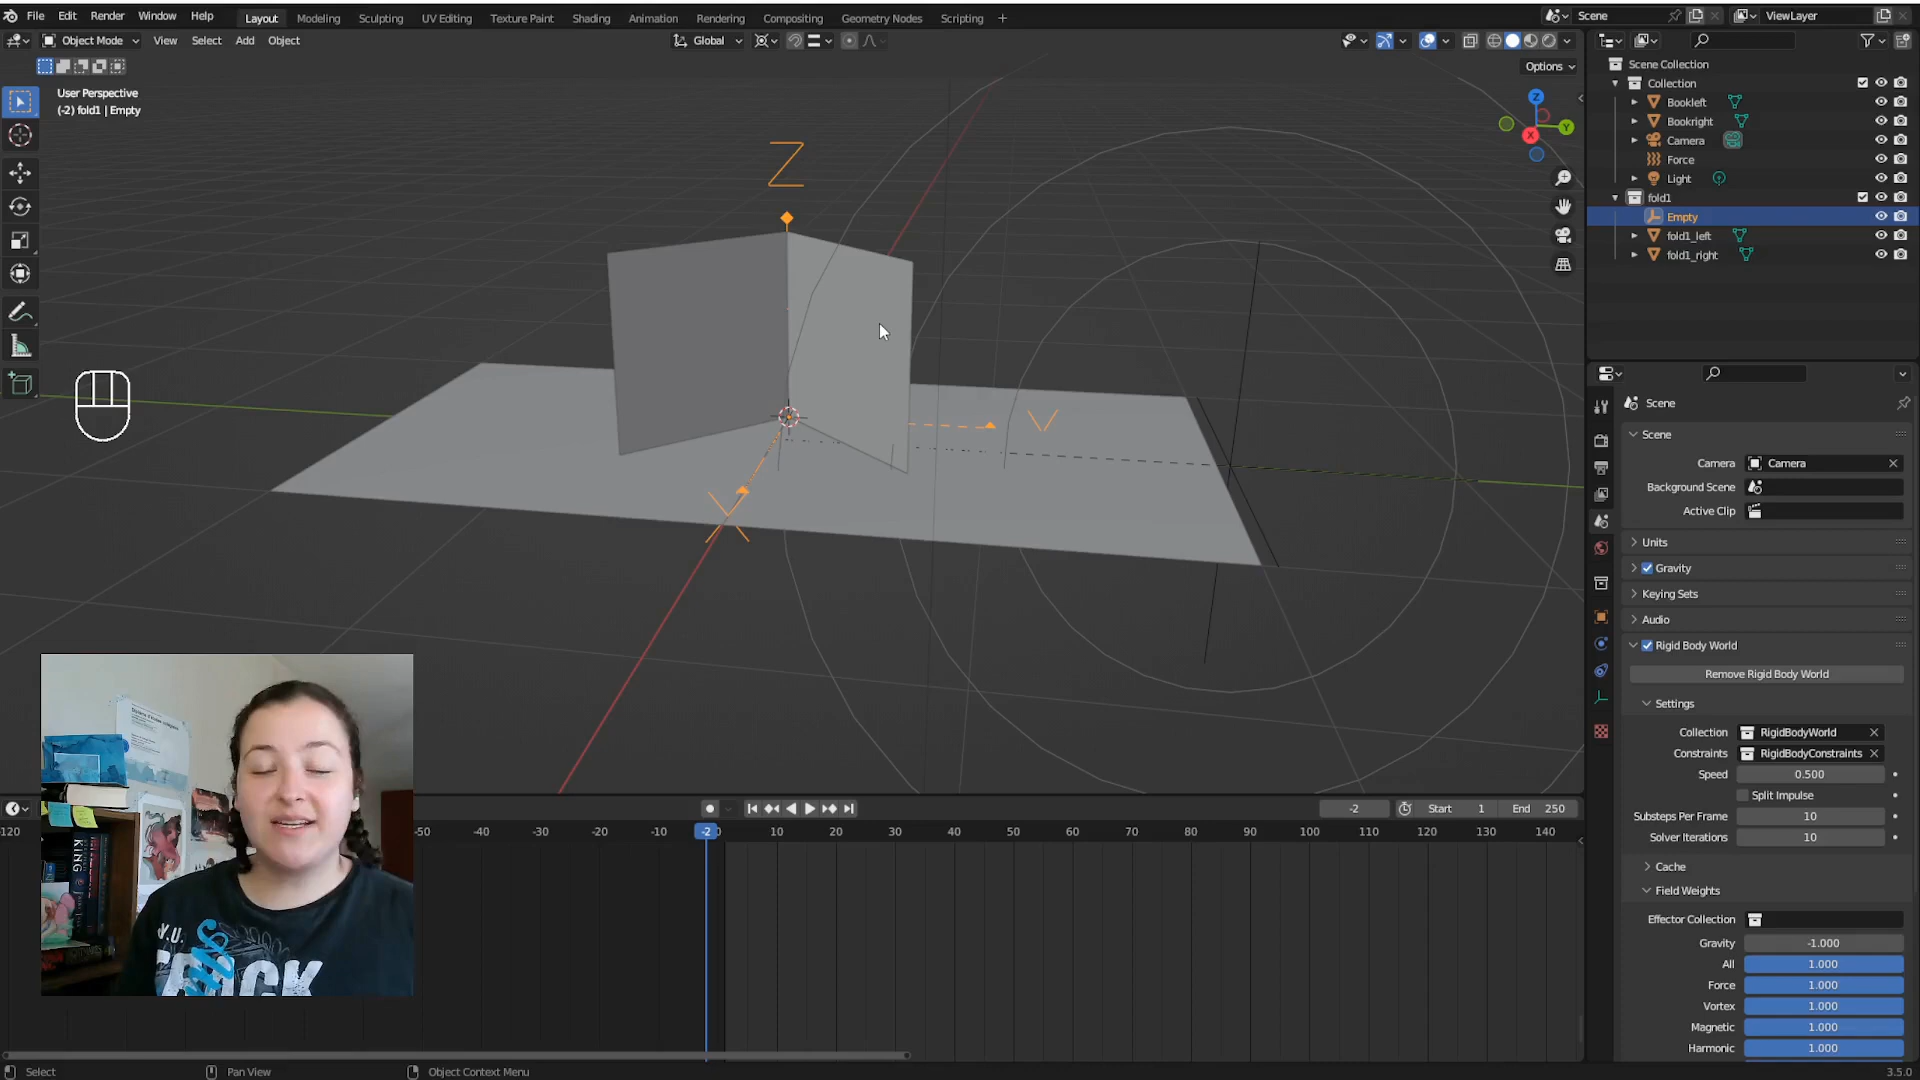 File Edit Render Window Help Layout Modeling Sculpting UV Editing Texture Paint Shading Animation Rendering Compositing Geometry Nodes Scripting + Scene ViewLayer
Object Mode View Select Add Object Global
Options
User Perspective
(-2) fold1 | Empty
Z
Y
X
Z
Y
X
Scene Collection
Collection
Bookleft
Bookright
Camera
Force
Light
fold1
Empty
fold1_left
fold1_right
Scene
Scene
Camera Camera
Background Scene
Active Clip
Units
Gravity
Keying Sets
Audio
Rigid Body World
Remove Rigid Body World
Settings
Collection RigidBodyWorld
Constraints RigidBodyConstraints
Speed 0.500
Split Impulse
Substeps Per Frame 10
Solver Iterations 10
Cache
Field Weights
Effector Collection
Gravity -1.000
All 1.000
Force 1.000
Vortex 1.000
Magnetic 1.000
Harmonic 1.000
-2 Start 1 End 250
-120 -50 -40 -30 -20 -10 -2 0 10 20 30 40 50 60 70 80 90 100 110 120 130 140
KING
Select Pan View Object Context Menu 3.5.0